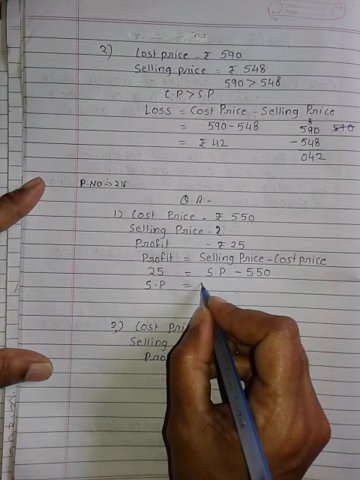 2) Cost price = ₹ 590
Selling price = ₹ 548
590 > 548
C.P > S.P
Loss = Cost Price - Selling Price
= 590 - 548
= ₹ 42
8
590
- 548
042
P.NO → 216
Q.A.-
1) Cost Price - ₹ 550
Selling Price - ?
Profit - ₹ 25
Profit = Selling Price - Cost price
25 = S.P - 550
S.P =
2) Cost Pri
Selling
Pro